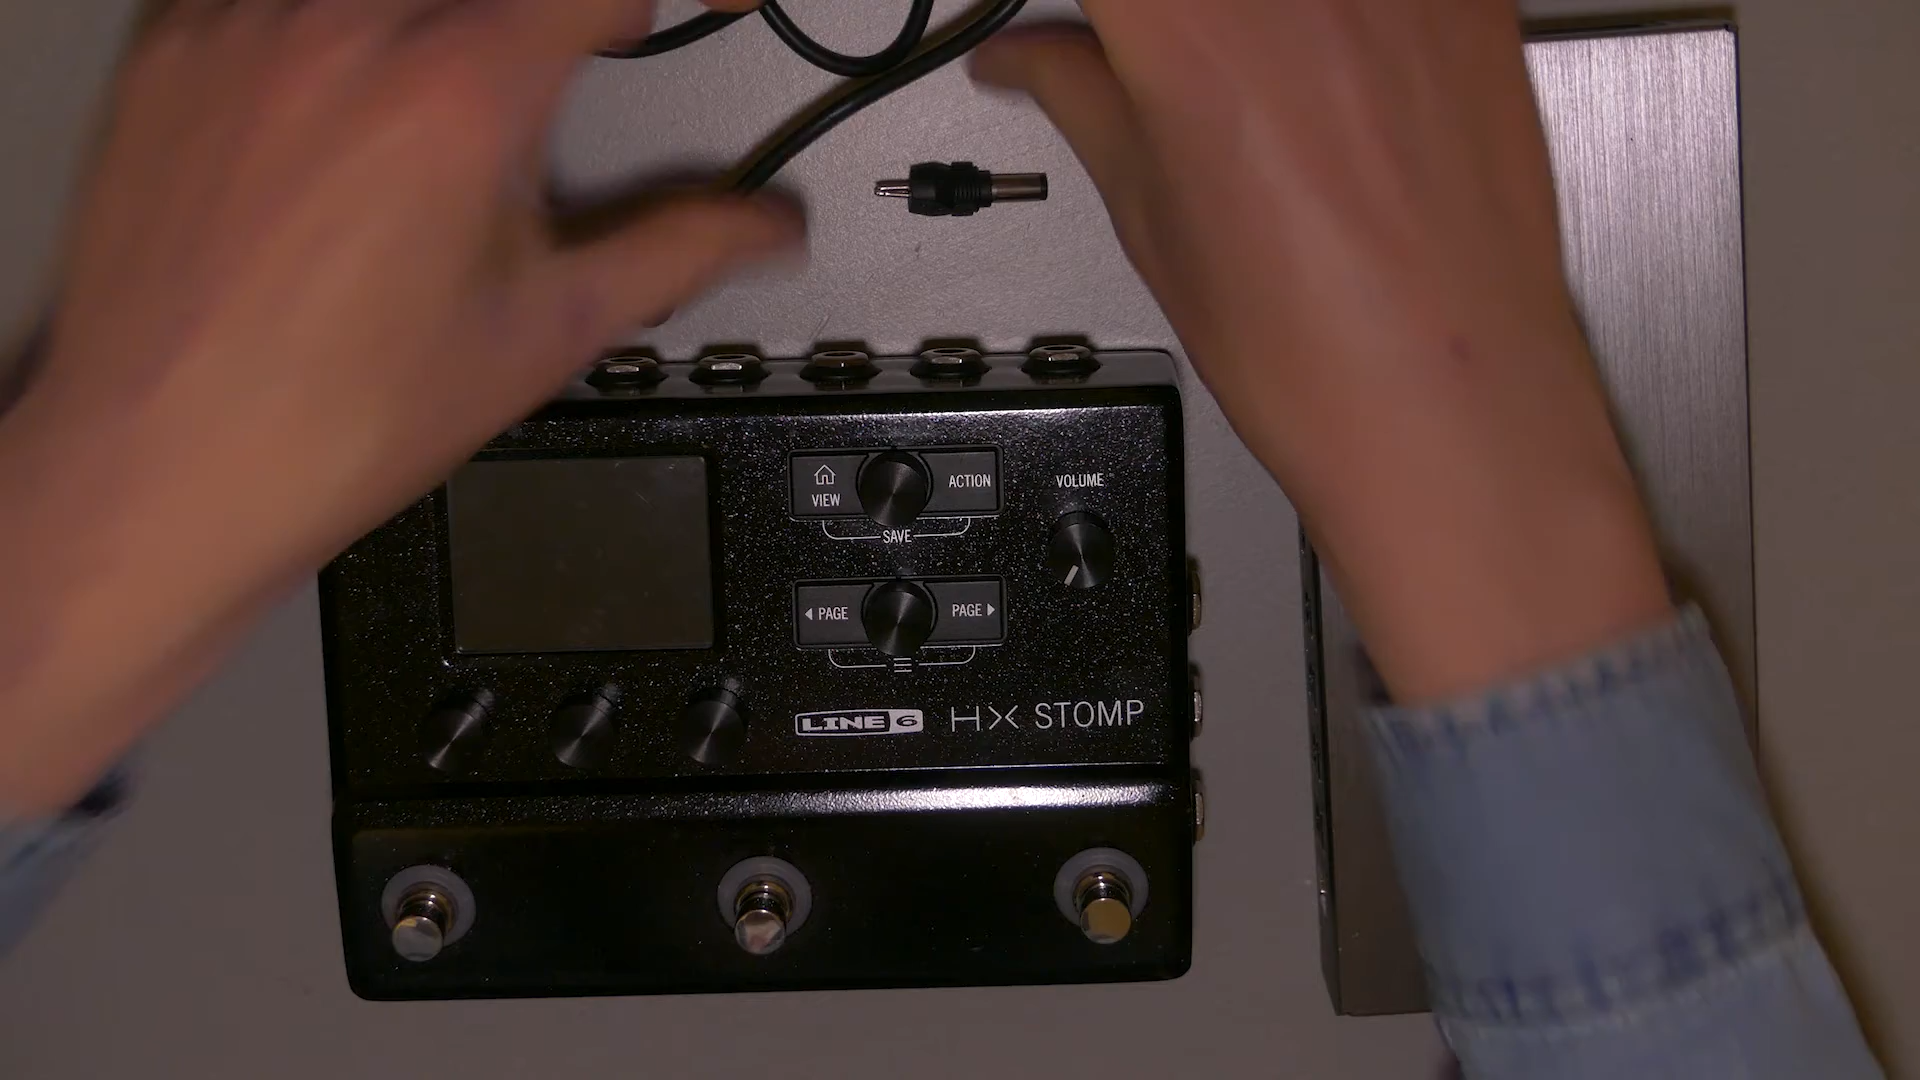 VIEW
ACTION
VOLUME
SAVE
PAGE
PAGE
LINE 6
HX STOMP